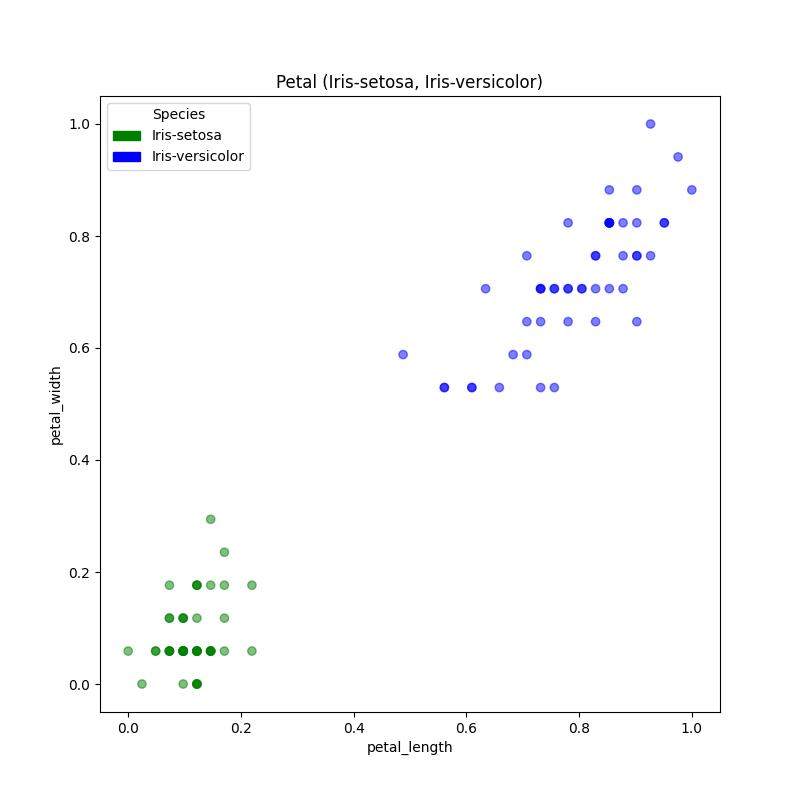 Petal (Iris-setosa, Iris-versicolor)
Species
Iris-setosa
Iris-versicolor
1.0
0.8
0.6
0.4
0.2
0.0
petal_width
0.0 0.2 0.4 0.6 0.8 1.0
petal_length